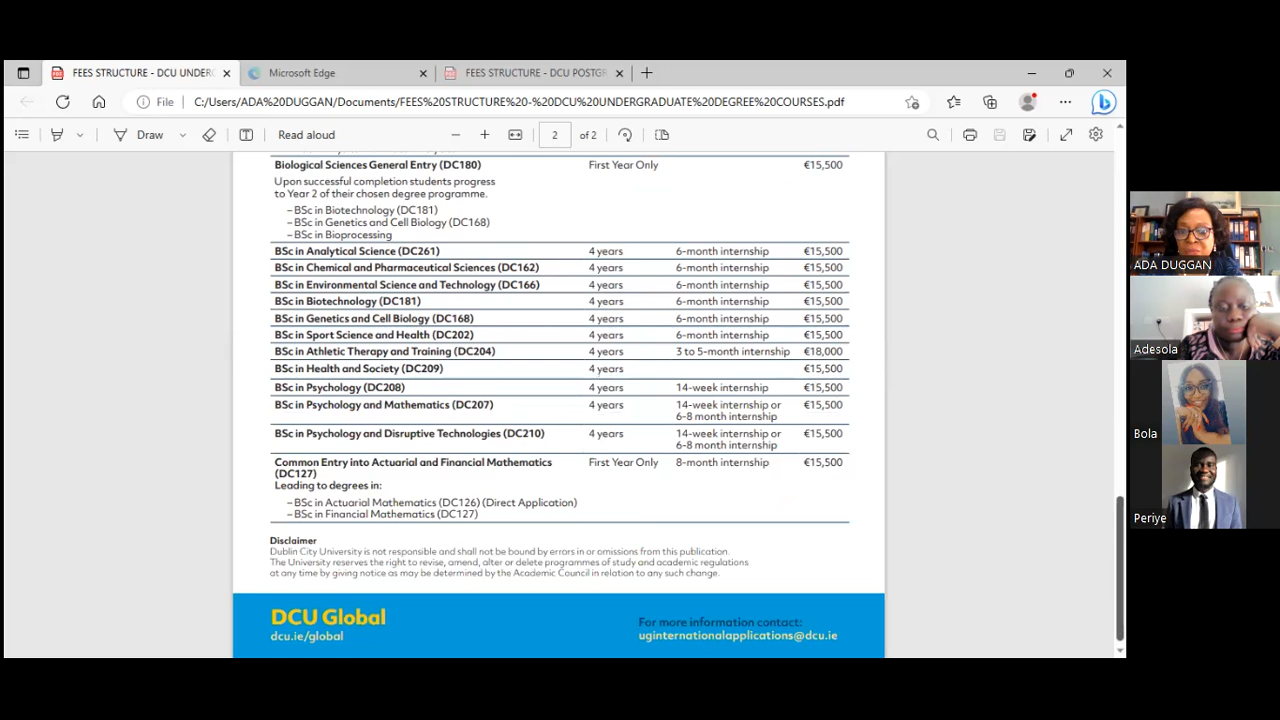 FEES STRUCTURE - DCU UNDERG
Microsoft Edge
FEES STRUCTURE - DCU POSTGR
File
C:/Users/ADA%20DUGGAN/Documents/FEES%20STRUCTURE%20-%20DCU%20UNDERGRADUATE%20DEGREE%20COURSES.pdf
Draw
Read aloud
2
of 2
Biological Sciences General Entry (DC180) First Year Only €15,500
Upon successful completion students progress
to Year 2 of their chosen degree programme.
– BSc in Biotechnology (DC181)
– BSc in Genetics and Cell Biology (DC168)
– BSc in Bioprocessing
BSc in Analytical Science (DC261) 4 years 6-month internship €15,500
BSc in Chemical and Pharmaceutical Sciences (DC162) 4 years 6-month internship €15,500
BSc in Environmental Science and Technology (DC166) 4 years 6-month internship €15,500
BSc in Biotechnology (DC181) 4 years 6-month internship €15,500
BSc in Genetics and Cell Biology (DC168) 4 years 6-month internship €15,500
BSc in Sport Science and Health (DC202) 4 years 6-month internship €15,500
BSc in Athletic Therapy and Training (DC204) 4 years 3 to 5-month internship €18,000
BSc in Health and Society (DC209) 4 years €15,500
BSc in Psychology (DC208) 4 years 14-week internship €15,500
BSc in Psychology and Mathematics (DC207) 4 years 14-week internship or €15,500
6-8 month internship
BSc in Psychology and Disruptive Technologies (DC210) 4 years 14-week internship or €15,500
6-8 month internship
Common Entry into Actuarial and Financial Mathematics First Year Only 8-month internship €15,500
(DC127)
Leading to degrees in:
– BSc in Actuarial Mathematics (DC126) (Direct Application)
– BSc in Financial Mathematics (DC127)
Disclaimer
Dublin City University is not responsible and shall not be bound by errors in or omissions from this publication.
The University reserves the right to revise, amend, alter or delete programmes of study and academic regulations
at any time by giving notice as may be determined by the Academic Council in relation to any such change.
DCU Global
dcu.ie/global
For more information contact:
uginternationalapplications@dcu.ie
ADA DUGGAN
Adesola
Bola
Periye